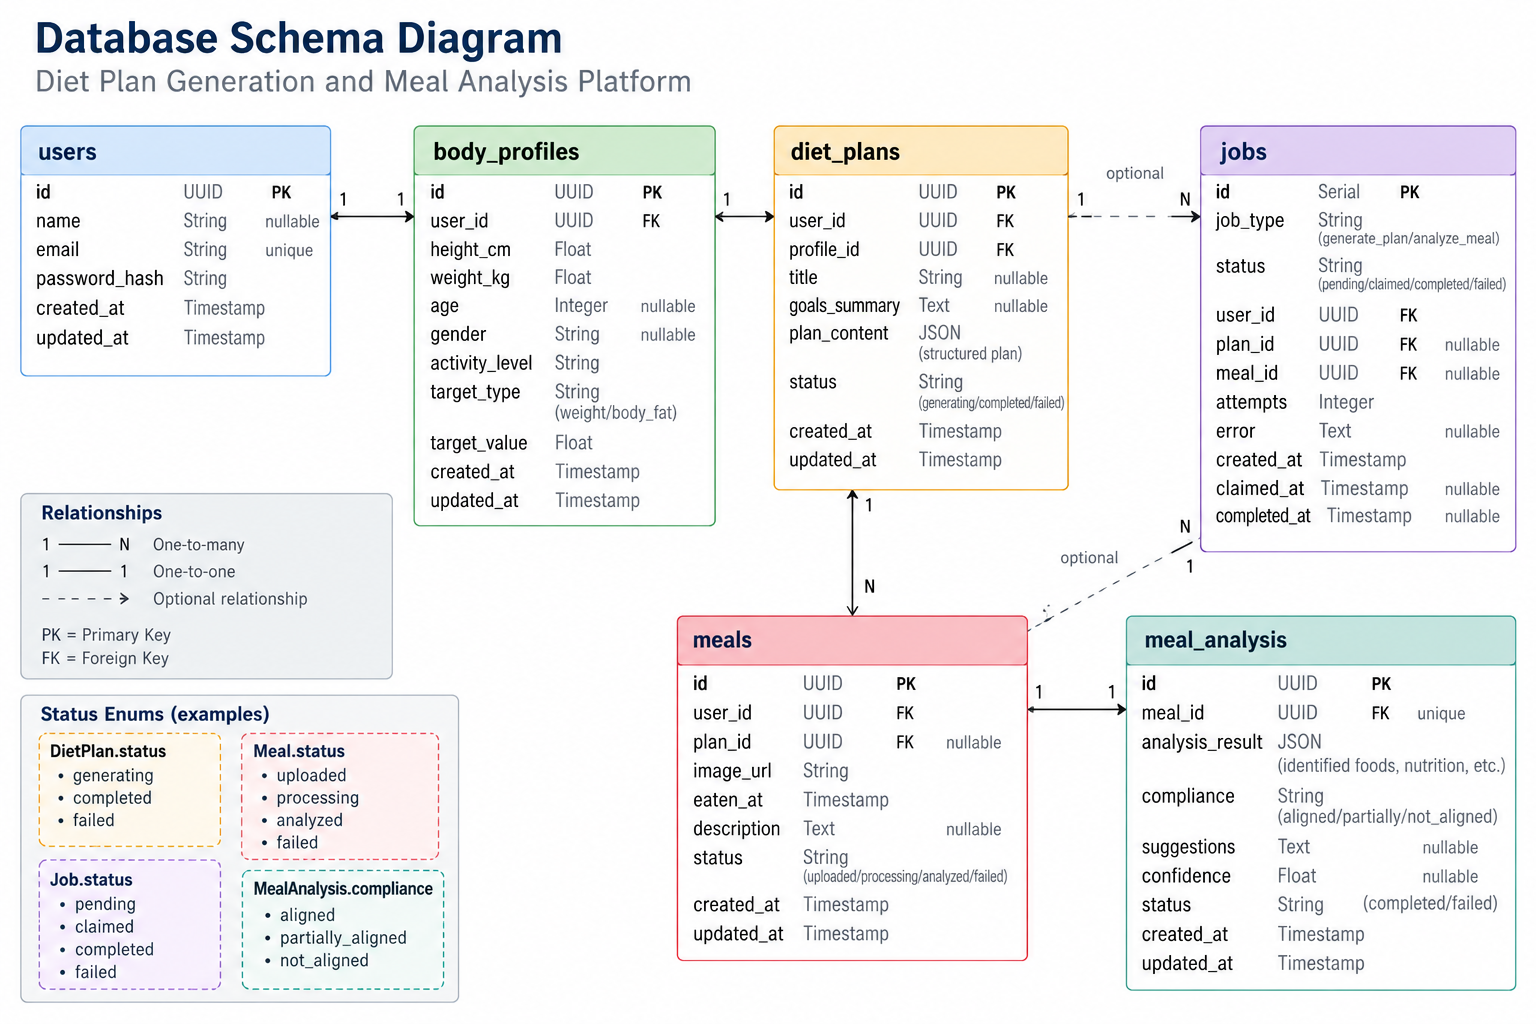 Database Schema Diagram
Diet Plan Generation and Meal Analysis Platform
users
id UUID PK
name String nullable
email String unique
password_hash String
created_at Timestamp
updated_at Timestamp
1 1
body_profiles
id UUID PK
user_id UUID FK
height_cm Float
weight_kg Float
age Integer nullable
gender String nullable
activity_level String
target_type String
(weight/body_fat)
target_value Float
created_at Timestamp
updated_at Timestamp
1
diet_plans
id UUID PK
user_id UUID FK
profile_id UUID FK
title String nullable
goals_summary Text nullable
plan_content JSON
(structured plan)
status String
(generating/completed/failed)
created_at Timestamp
updated_at Timestamp
optional
1 N
jobs
id Serial PK
job_type String
(generate_plan/analyze_meal)
status String
(pending/claimed/completed/failed)
user_id UUID FK
plan_id UUID FK nullable
meal_id UUID FK nullable
attempts Integer
error Text nullable
created_at Timestamp
claimed_at Timestamp nullable
completed_at Timestamp nullable
1
N
optional
N
1
Relationships
1 N One-to-many
1 1 One-to-one
Optional relationship
PK = Primary Key
FK = Foreign Key
meals
id UUID PK
user_id UUID FK
plan_id UUID FK nullable
image_url String
eaten_at Timestamp
description Text nullable
status String
(uploaded/processing/analyzed/failed)
created_at Timestamp
updated_at Timestamp
1 1
meal_analysis
id UUID PK
meal_id UUID FK unique
analysis_result JSON
(identified foods, nutrition, etc.)
compliance String
(aligned/partially/not_aligned)
suggestions Text nullable
confidence Float nullable
status String (completed/failed)
created_at Timestamp
updated_at Timestamp
Status Enums (examples)
DietPlan.status
• generating
• completed
• failed
Meal.status
• uploaded
• processing
• analyzed
• failed
Job.status
• pending
• claimed
• completed
• failed
MealAnalysis.compliance
• aligned
• partially_aligned
• not_aligned